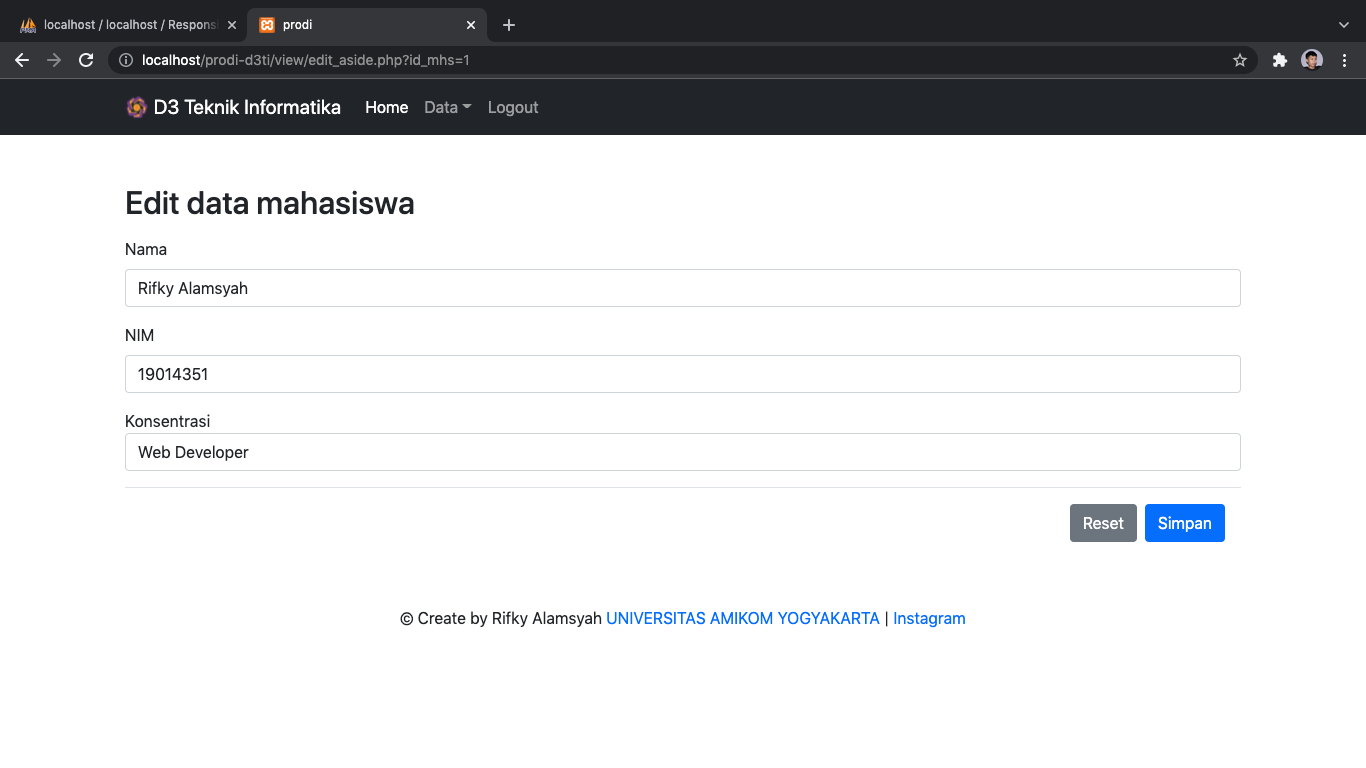 localhost / localhost / Respons
prodi
localhost/prodi-d3ti/view/edit_aside.php?id_mhs=1
D3 Teknik Informatika Home Data Logout
Edit data mahasiswa
Nama
Rifky Alamsyah
NIM
19014351
Konsentrasi
Web Developer
Reset Simpan
© Create by Rifky Alamsyah UNIVERSITAS AMIKOM YOGYAKARTA | Instagram